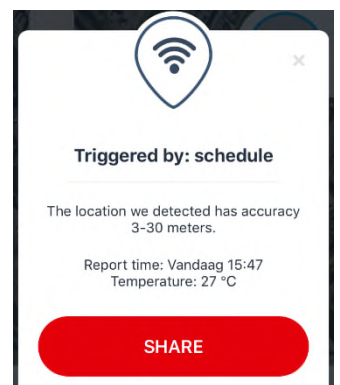 ×
Triggered by: schedule
The location we detected has accuracy
3-30 meters.
Report time: Vandaag 15:47
Temperature: 27 °C
SHARE